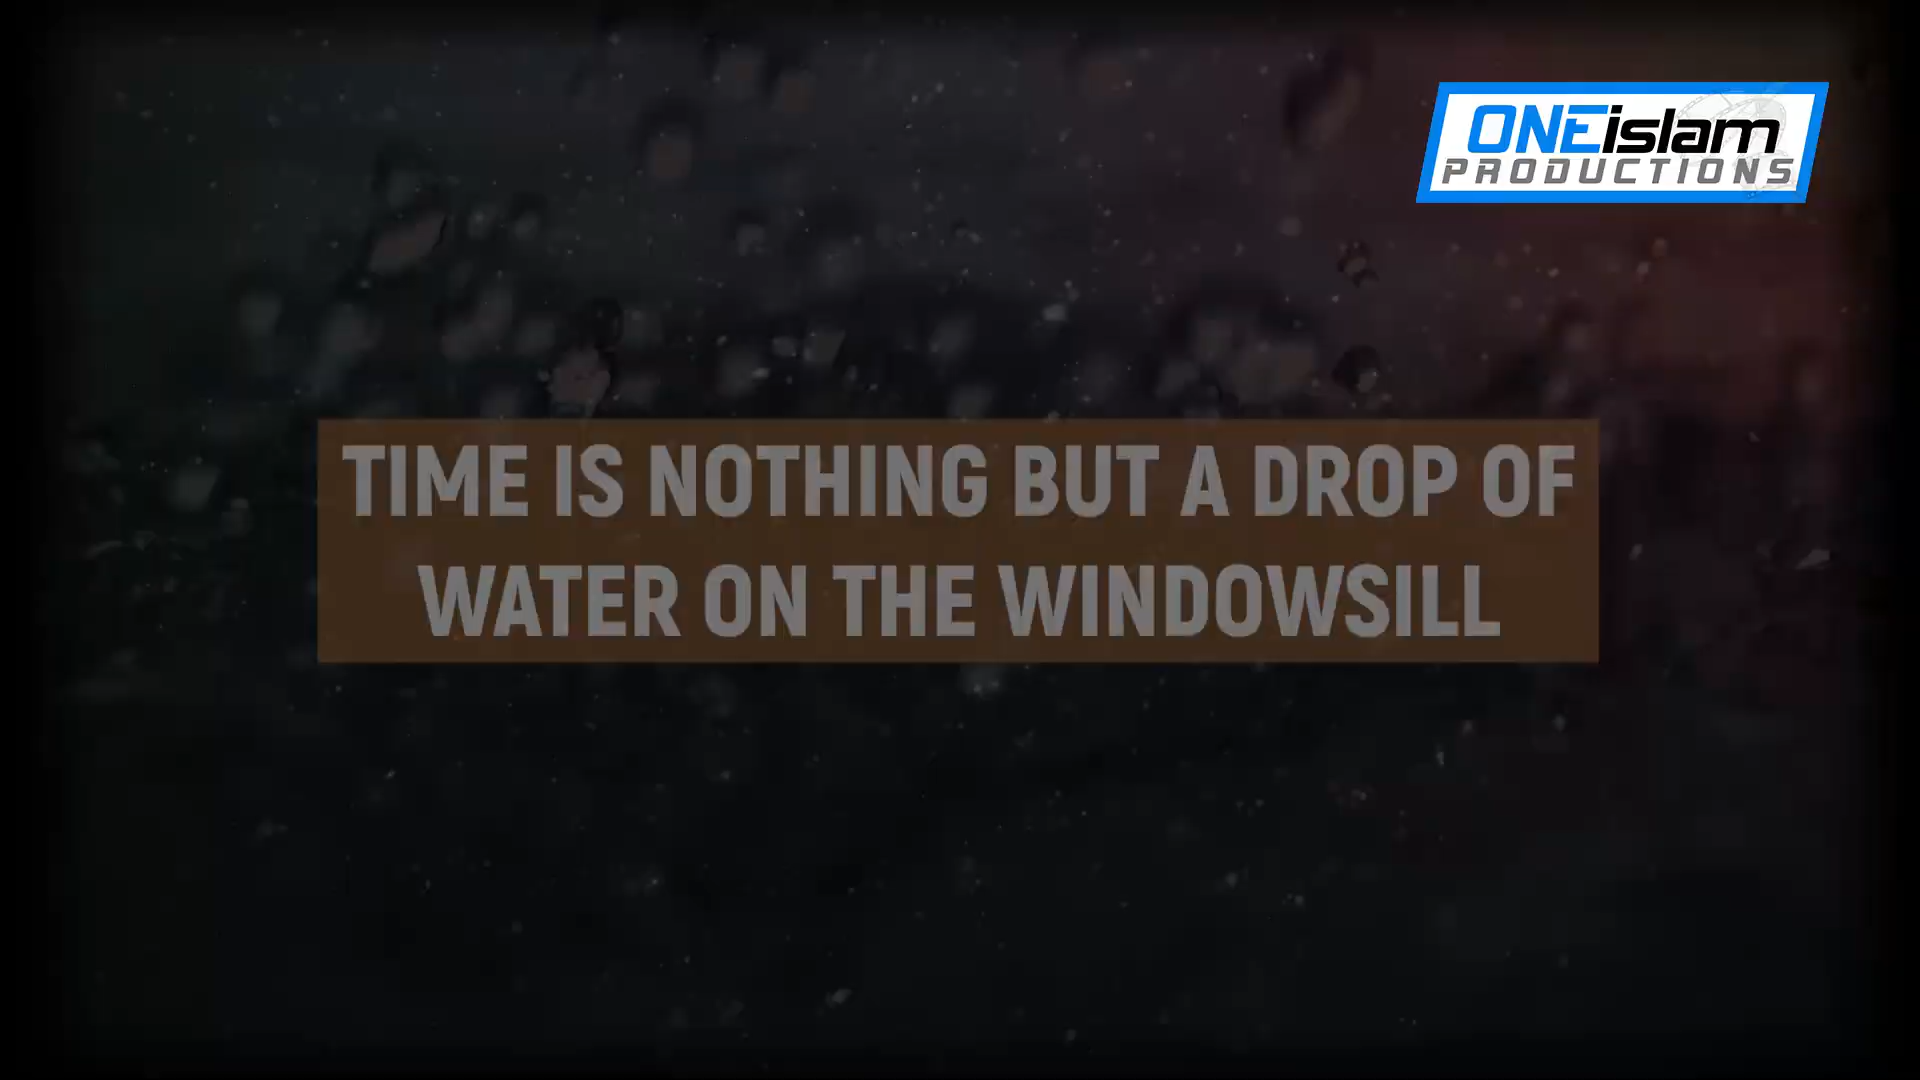 ONEislam
PRODUCTIONS
TIME IS NOTHING BUT A DROP OF
WATER ON THE WINDOWSILL